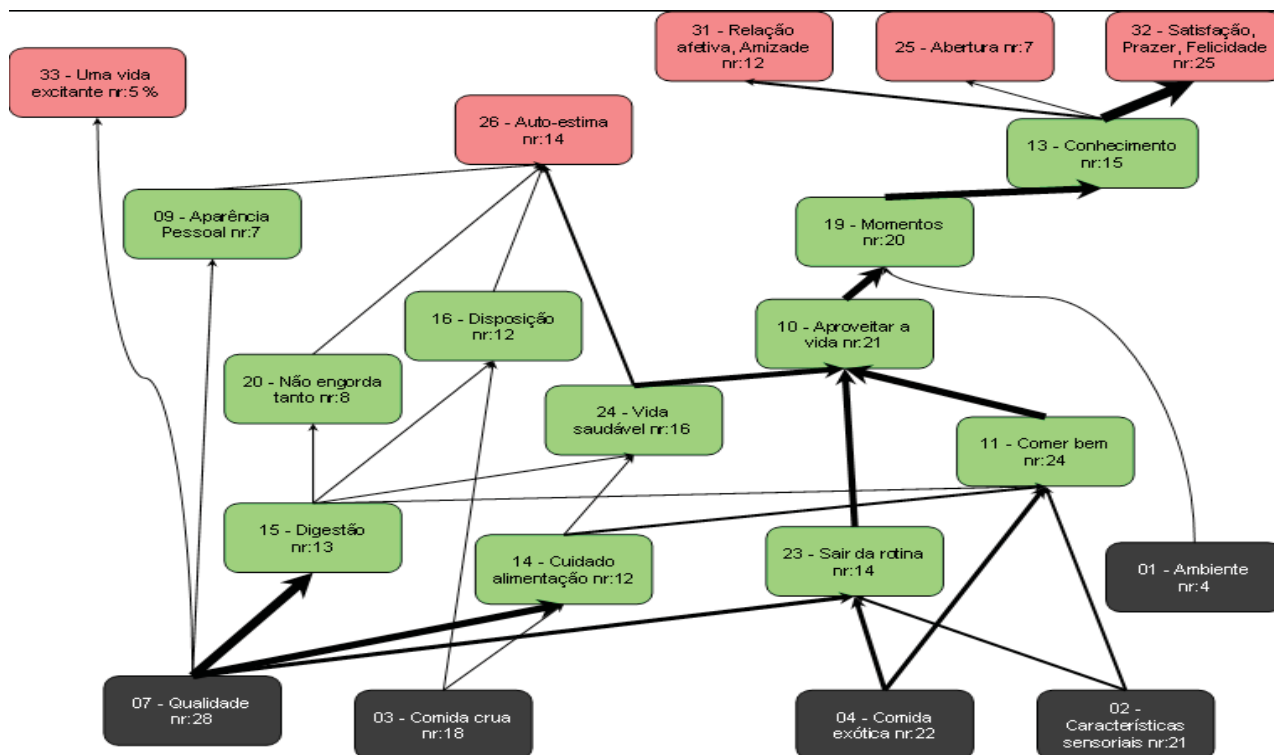 31 - Relação
afetiva, Amizade
nr:12
25 - Abertura nr:7
32 - Satisfação,
Prazer, Felicidade
nr:25
33 - Uma vida
excitante nr:5 %
26 - Auto-estima
nr:14
13 - Conhecimento
nr:15
09 - Aparência
Pessoal nr:7
19 - Momentos
nr:20
16 - Disposição
nr:12
10 - Aproveitar a
vida nr:21
20 - Não engorda
tanto nr:8
24 - Vida
saudável nr:16
11 - Comer bem
nr:24
15 - Digestão
nr:13
14 - Cuidado
alimentação nr:12
23 - Sair da rotina
nr:14
01 - Ambiente
nr:4
07 - Qualidade
nr:28
03 - Comida crua
nr:18
04 - Comida
exótica nr:22
02 -
Características
sensoriais nr:21